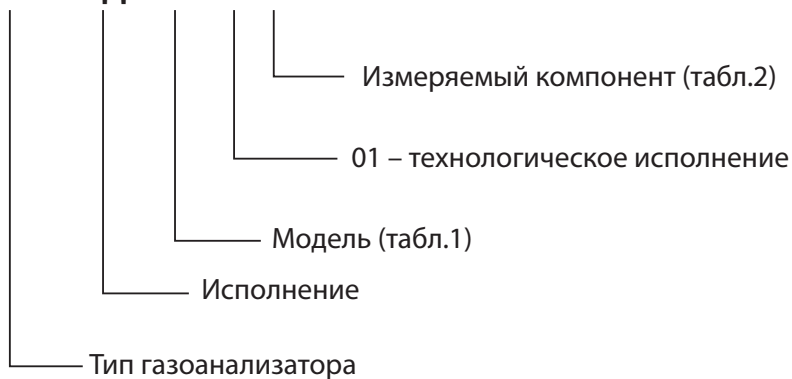 Измеряемый компонент (табл.2)
01 – технологическое исполнение
Модель (табл.1)
Исполнение
Тип газоанализатора